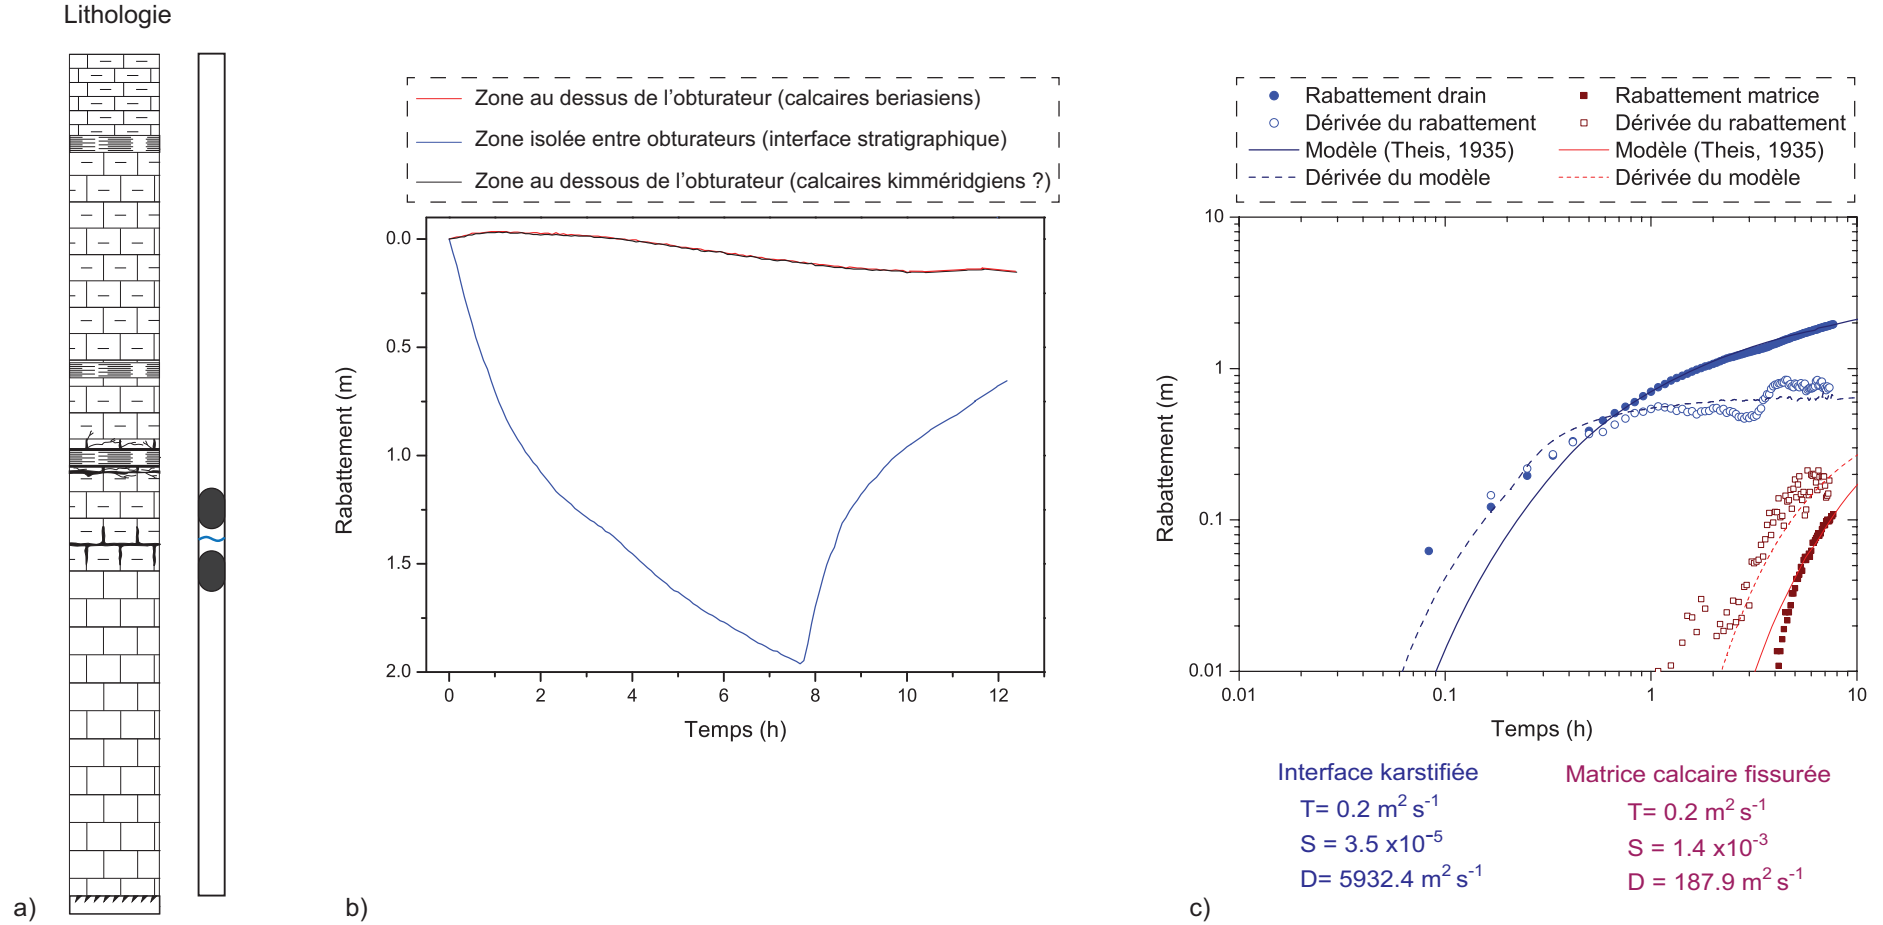 Lithologie
a)
Zone au dessus de l'obturateur (calcaires beriasiens)
Zone isolée entre obturateurs (interface stratigraphique)
Zone au dessous de l'obturateur (calcaires kimméridgiens ?)
0.0
0.5
1.0
1.5
2.0
Rabattement (m)
0 2 4 6 8 10 12
Temps (h)
b)
Rabattement drain
Dérivée du rabattement
Modèle (Theis, 1935)
Dérivée du modèle
Rabattement matrice
Dérivée du rabattement
Modèle (Theis, 1935)
Dérivée du modèle
10
1
0.1
0.01
Rabattement (m)
0.01 0.1 1 10
Temps (h)
Interface karstifiée
T= 0.2 m² s⁻¹
S = 3.5 x10⁻⁵
D= 5932.4 m² s⁻¹
Matrice calcaire fissurée
T= 0.2 m² s⁻¹
S = 1.4 x10⁻³
D = 187.9 m² s⁻¹
c)